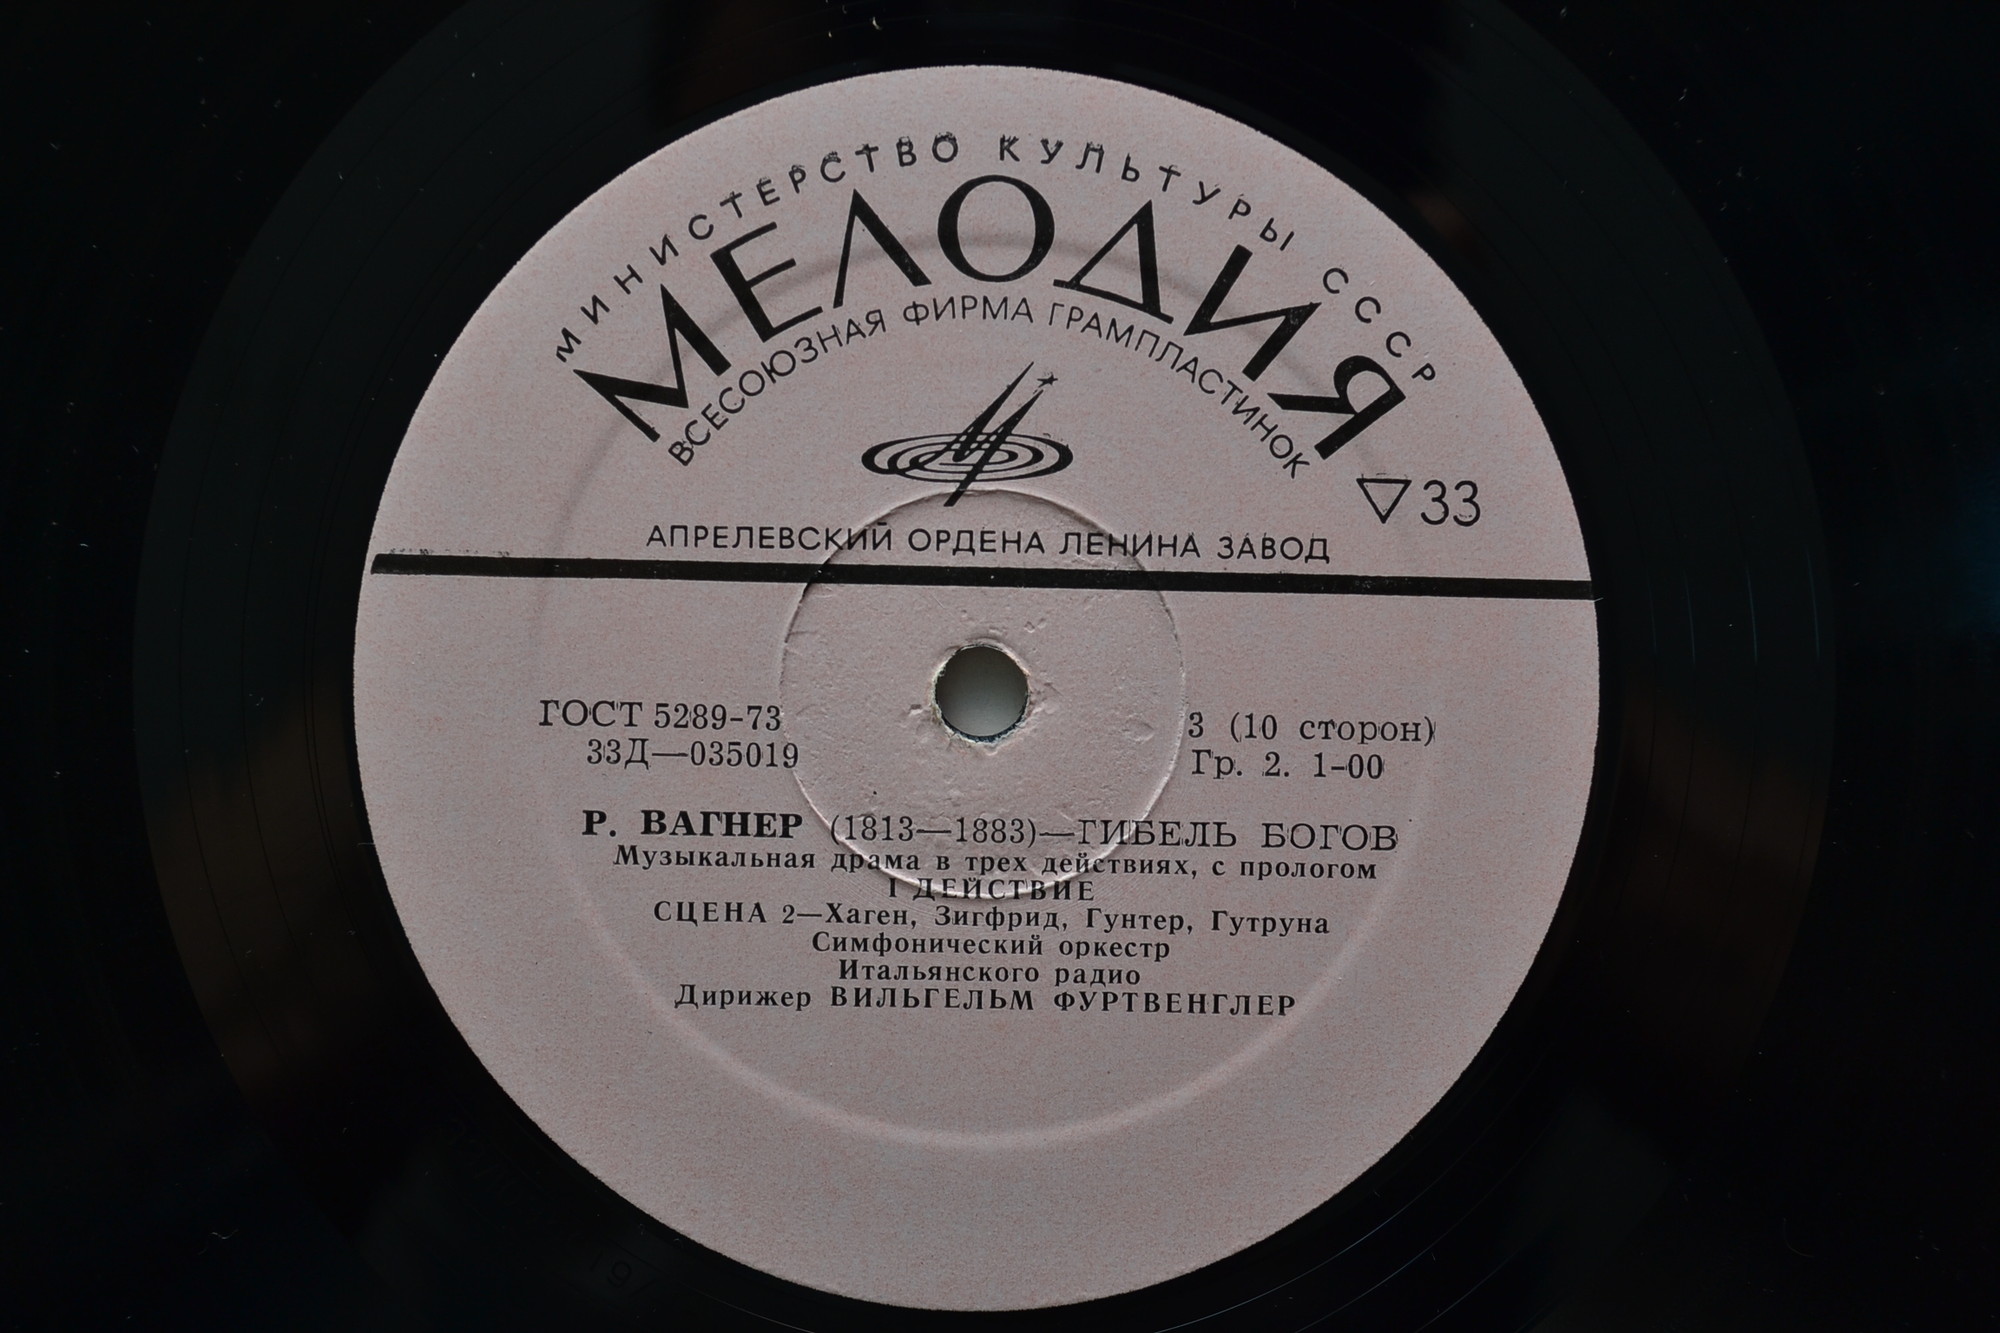 МИНИСТЕРСТВО КУЛЬТУРЫ СССР
МЕЛОДИЯ
ВСЕСОЮЗНАЯ ФИРМА ГРАМПЛАСТИНОК
33
АПРЕЛЕВСКИЙ ОРДЕНА ЛЕНИНА ЗАВОД
ГОСТ 5289-73
33Д—035019
3 (10 сторон)
Гр. 2. 1-00
Р. ВАГНЕР (1813—1883)—ГИБЕЛЬ БОГОВ
Музыкальная драма в трех действиях, с прологом
I ДЕЙСТВИЕ
СЦЕНА 2—Хаген, Зигфрид, Гунтер, Гутруна
Симфонический оркестр
Итальянского радио
Дирижер ВИЛЬГЕЛЬМ ФУРТВЕНГЛЕР